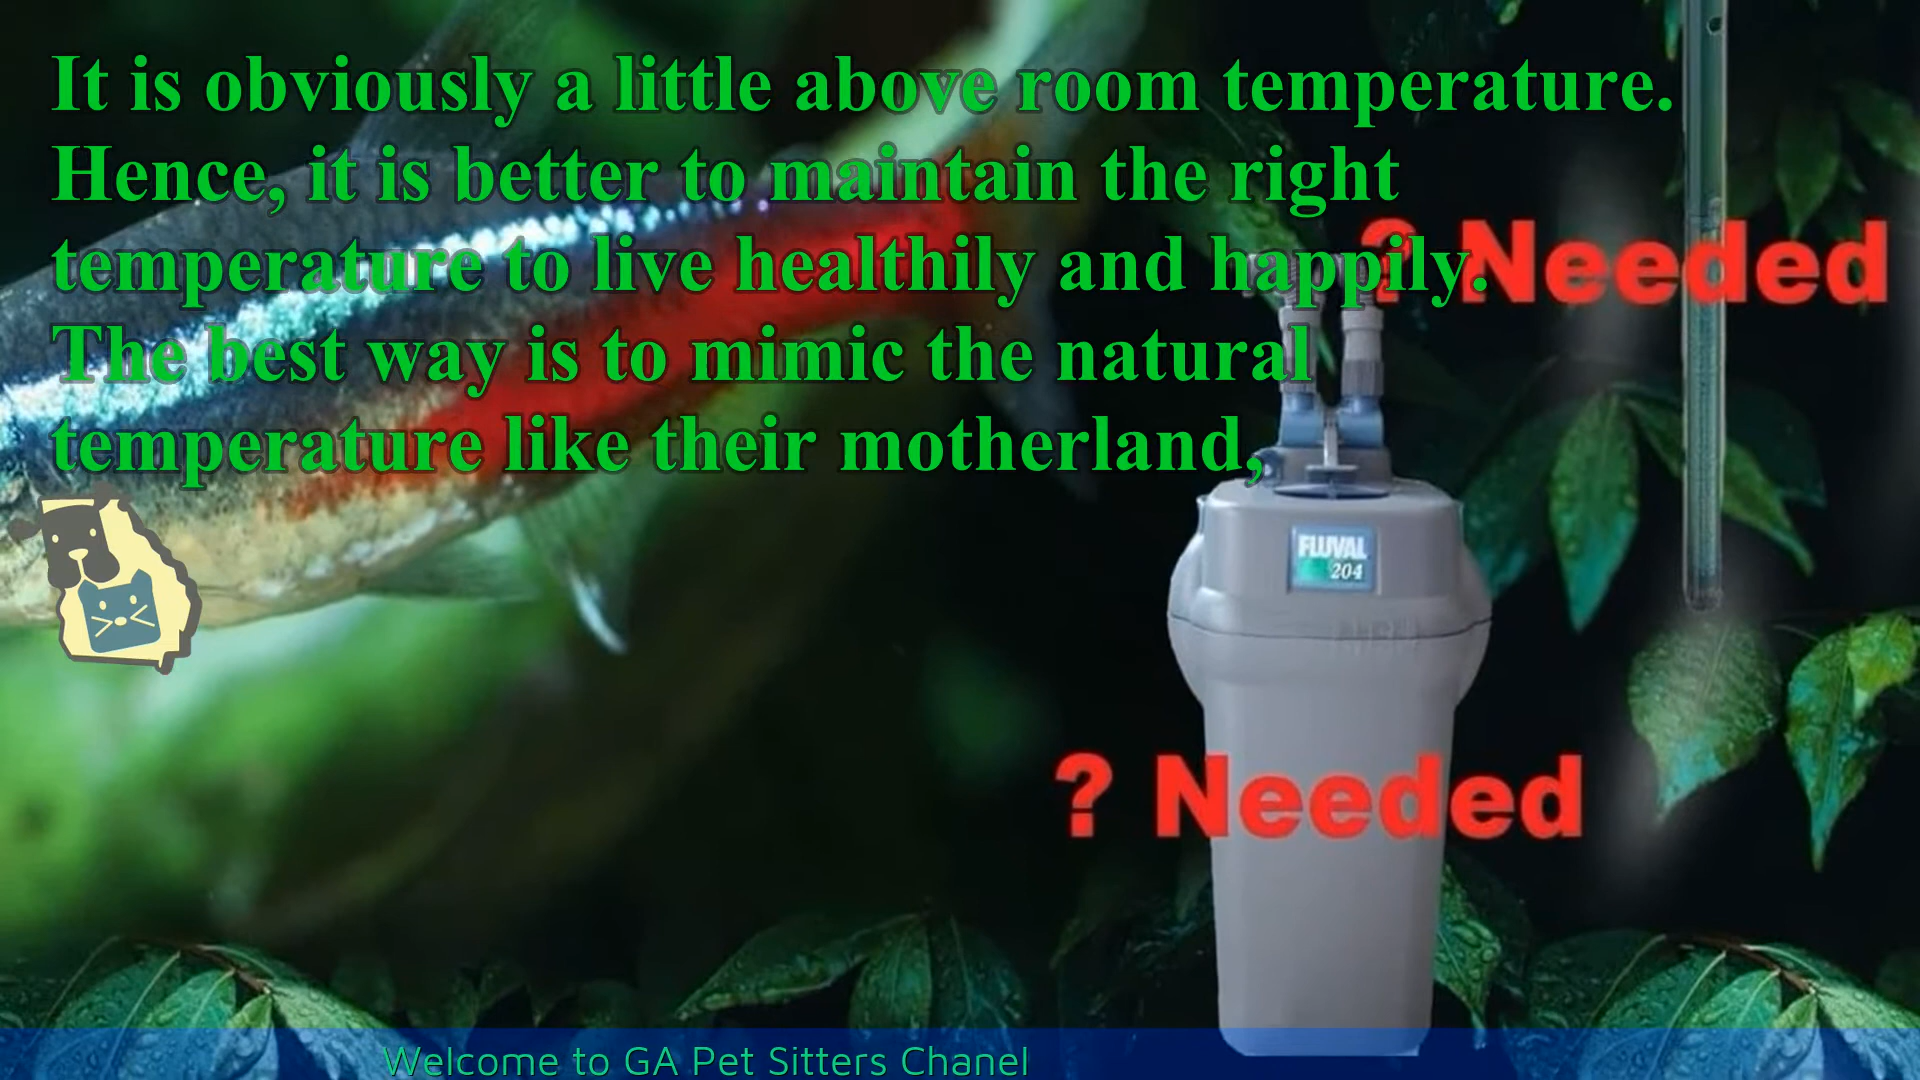 It is obviously a little above room temperature.
Hence, it is better to maintain the right
temperature to live healthily and happily.
The best way is to mimic the natural
temperature like their motherland,
? Needed
FLUVAL
204
? Needed
Welcome to GA Pet Sitters Chanel